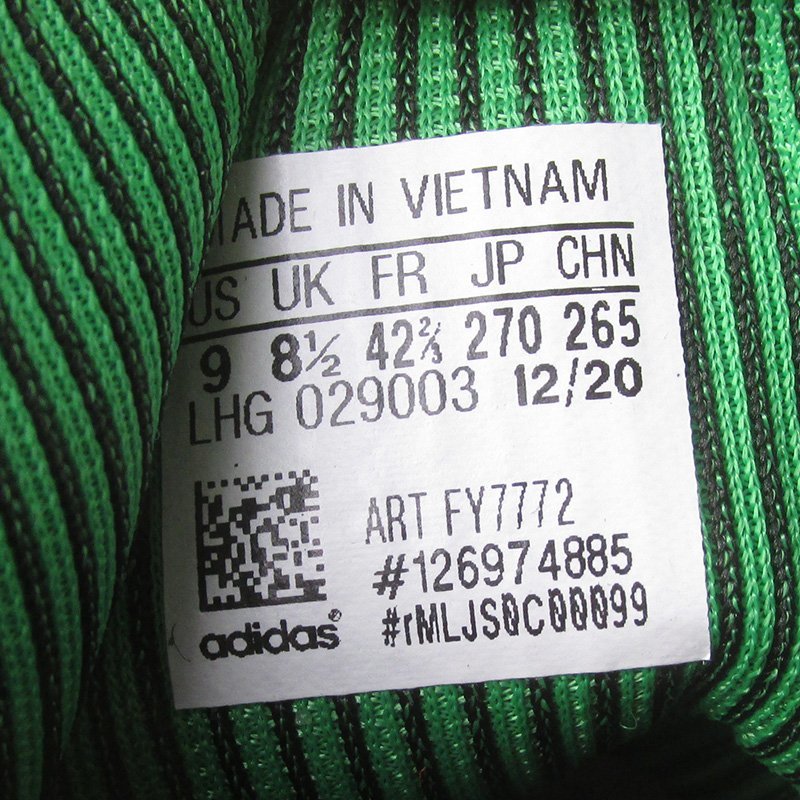 MADE IN VIETNAM
US UK FR JP CHN
9 8½ 42⅔ 270 265
LHG 029003 12/20
ART FY7772
#126974885
#rMLJS0C00099
adidas®